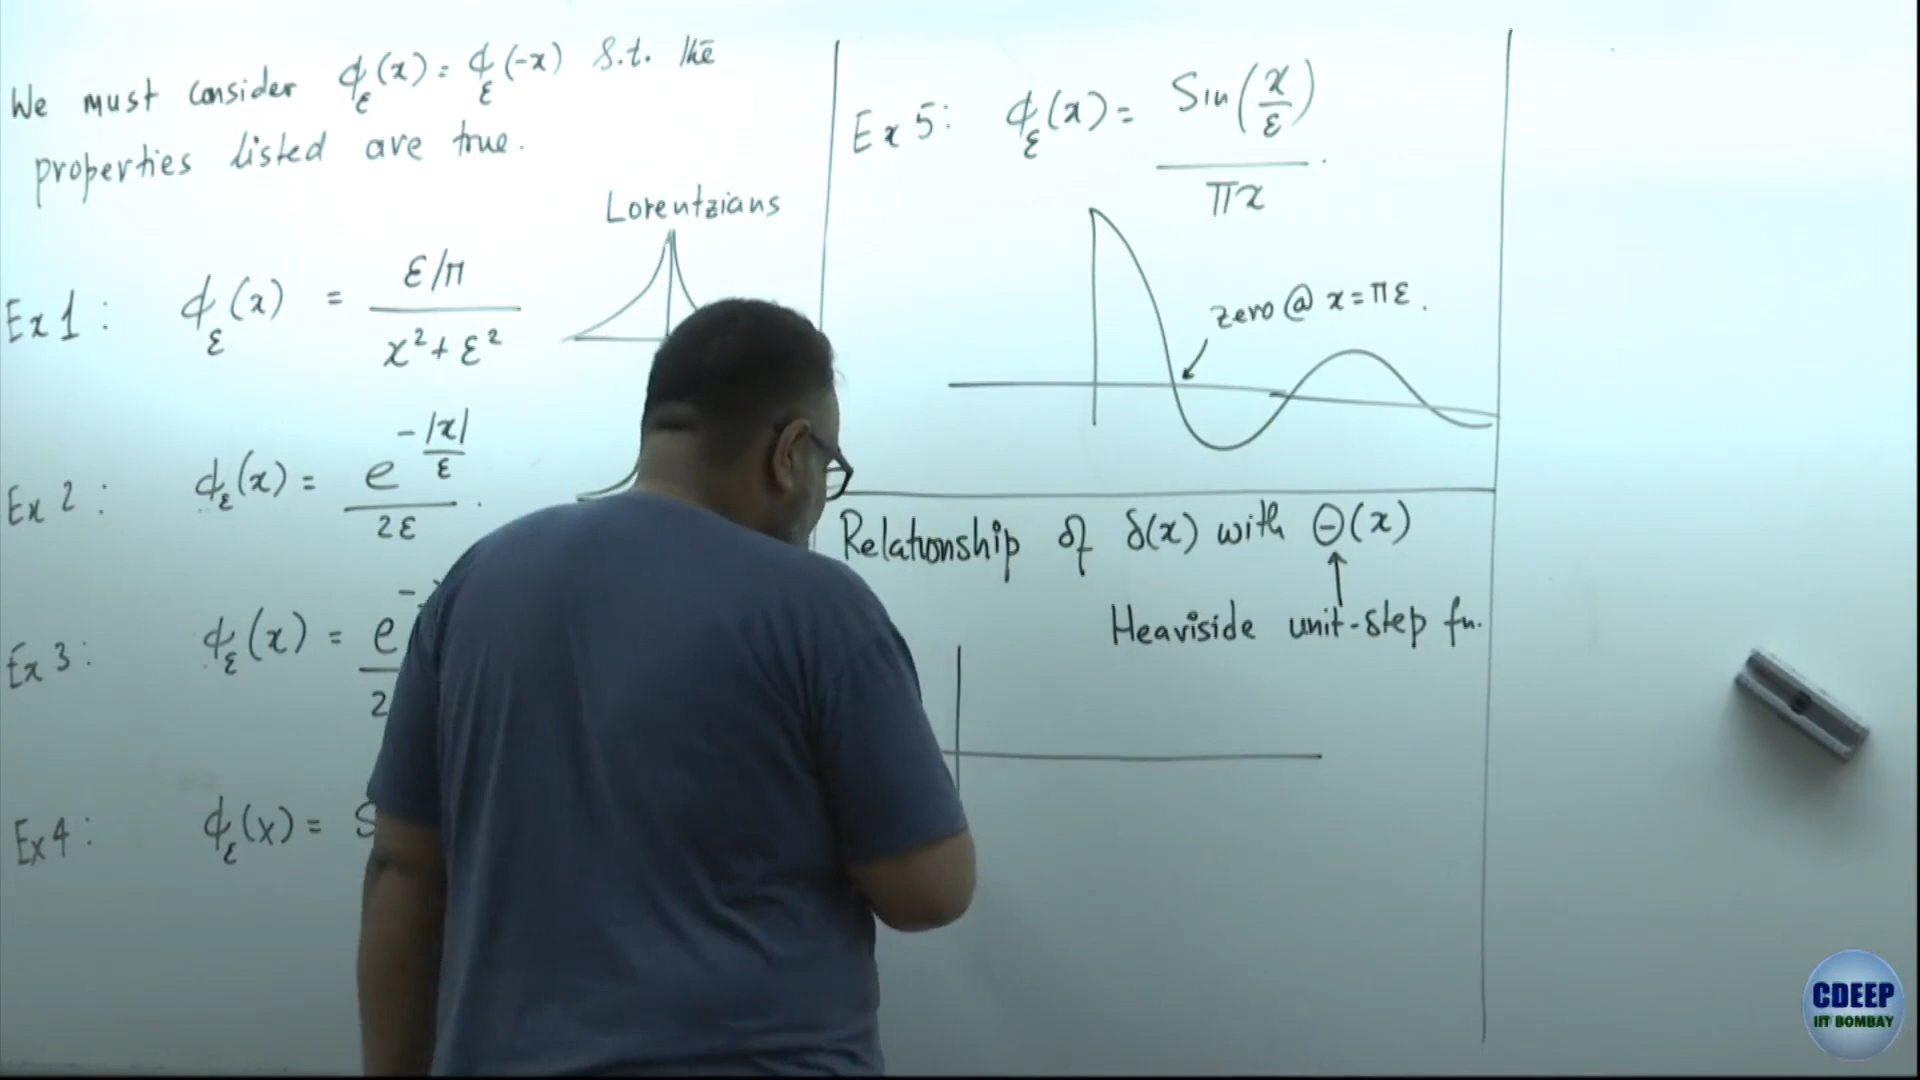 We must consider ϕ_ε(x) = ϕ_ε(-x) s.t. the
properties listed are true.
Lorentzians
Ex 1 : ϕ_ε(x) = (ε/π) / (x² + ε²)
Ex 2 : ϕ_ε(x) = e^(-|x|/ε) / 2ε .
Ex 3 : ϕ_ε(x) = e^- / 2
Ex 4 : ϕ_ε(x) = S
Ex 5 : ϕ_ε(x) = Sin(x/ε) / πx .
zero @ x = πε .
Relationship of δ(x) with Θ(x)
↑
Heaviside unit-step fn.
CDEEP
IIT BOMBAY